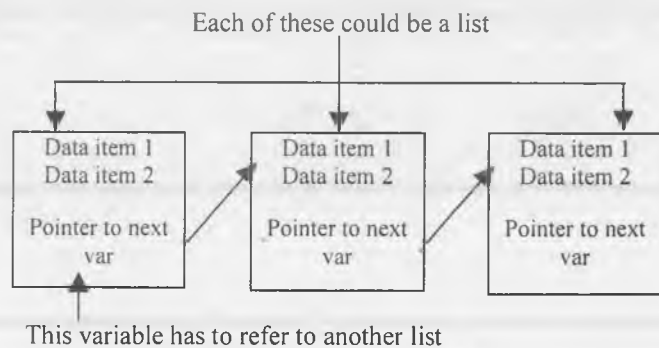 Each of these could be a list
Data item 1
Data item 2
Pointer to next
var
Data item 1
Data item 2
Pointer to next
var
Data item 1
Data item 2
Pointer to next
var
This variable has to refer to another list